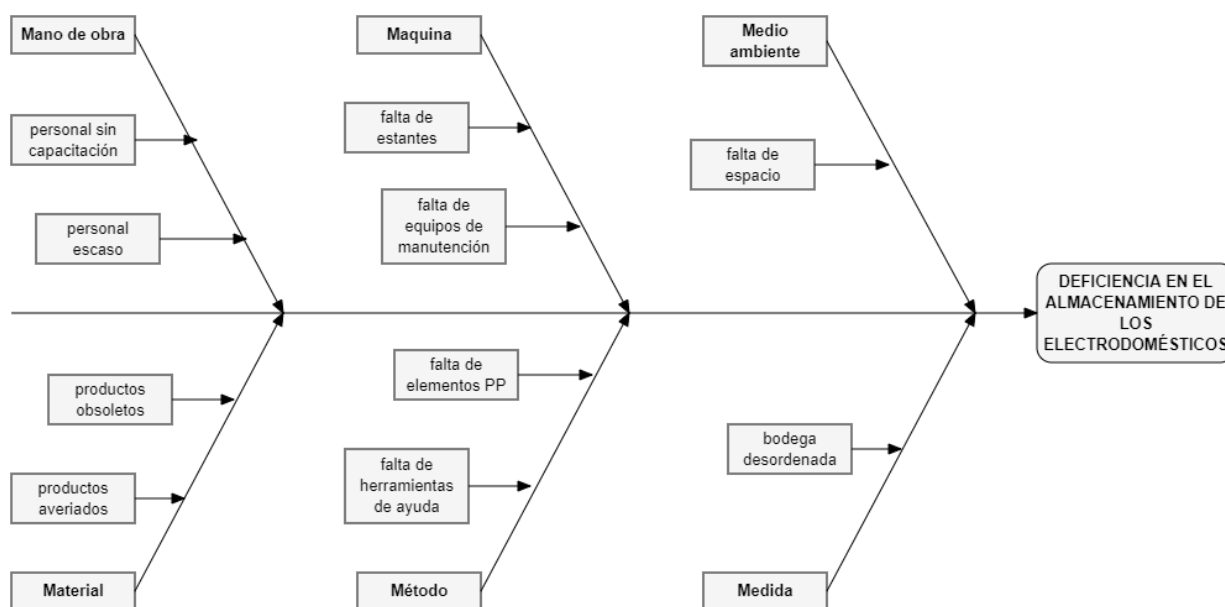 Mano de obra
Maquina
Medio
ambiente
personal sin
capacitación
falta de
estantes
falta de
espacio
personal
escaso
falta de
equipos de
manutención
DEFICIENCIA EN EL
ALMACENAMIENTO DE
LOS
ELECTRODOMÉSTICOS
productos
obsoletos
falta de
elementos PP
bodega
desordenada
productos
averiados
falta de
herramientas
de ayuda
Material
Método
Medida